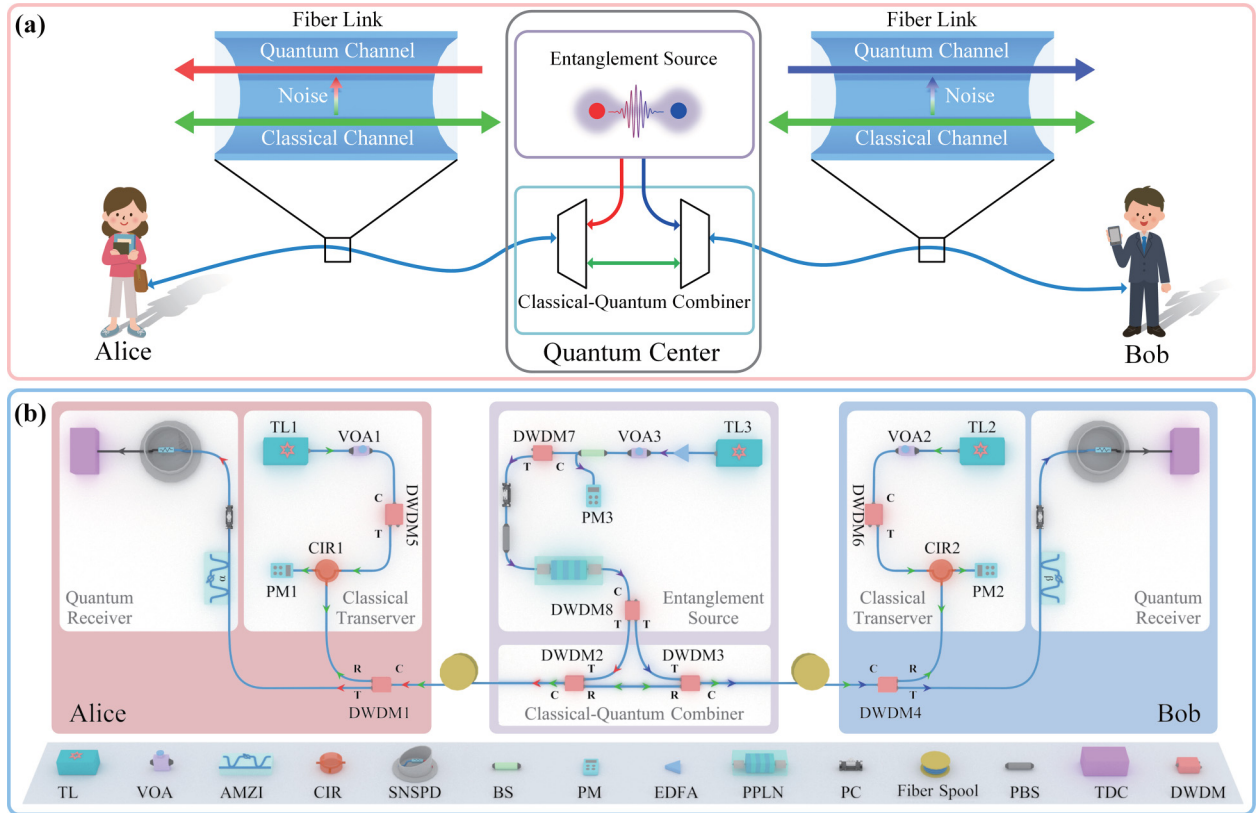 (a)
Fiber Link
Quantum Channel
Noise
Classical Channel
Entanglement Source
Classical-Quantum Combiner
Quantum Center
Fiber Link
Quantum Channel
Noise
Classical Channel
Alice
Bob
(b)
TL1
VOA1
C
DWDM5
T
CIR1
PM1
Quantum
Receiver
Classical
Transerver
R
C
T
DWDM1
Alice
DWDM7
T
C
VOA3
TL3
PM3
C
DWDM8
T
T
Entanglement
Source
DWDM2
T
C
R
DWDM3
T
R
C
Classical-Quantum Combiner
VOA2
TL2
C
DWDM6
T
CIR2
PM2
Classical
Transerver
Quantum
Receiver
C
R
T
DWDM4
Bob
α
β
TL
VOA
AMZI
CIR
SNSPD
BS
PM
EDFA
PPLN
PC
Fiber Spool
PBS
TDC
DWDM